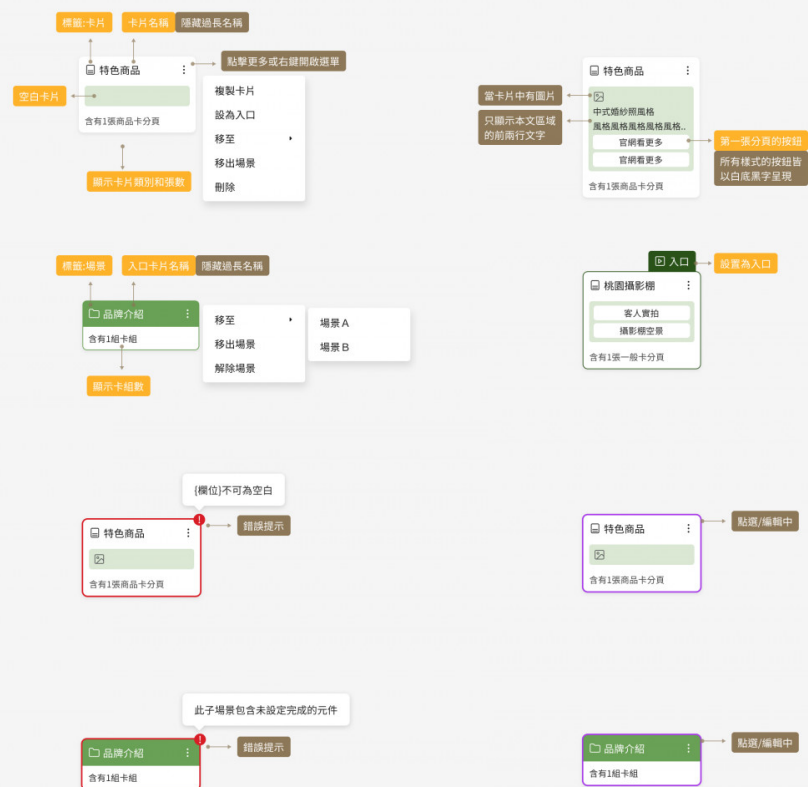 標籤:卡片
卡片名稱
隱藏過長名稱
特色商品
點擊更多或右鍵開啟選單
空白卡片
含有1張商品卡分頁
顯示卡片類別和張數
複製卡片
設為入口
移至
移出場景
刪除
特色商品
當卡片中有圖片
只顯示本文區域
的前兩行文字
中式婚紗照風格
風格風格風格風格風格..
官網看更多
官網看更多
含有1張商品卡分頁
第一張分頁的按鈕
所有樣式的按鈕皆
以白底黑字呈現
標籤:場景
入口卡片名稱
隱藏過長名稱
品牌介紹
含有1組卡組
顯示卡組數
移至
移出場景
解除場景
場景A
場景B
入口
設置為入口
桃園攝影棚
客人實拍
攝影棚空景
含有1張一般卡分頁
{欄位}不可為空白
錯誤提示
特色商品
含有1張商品卡分頁
點選/編輯中
特色商品
含有1張商品卡分頁
此子場景包含未設定完成的元件
錯誤提示
品牌介紹
含有1組卡組
點選/編輯中
品牌介紹
含有1組卡組